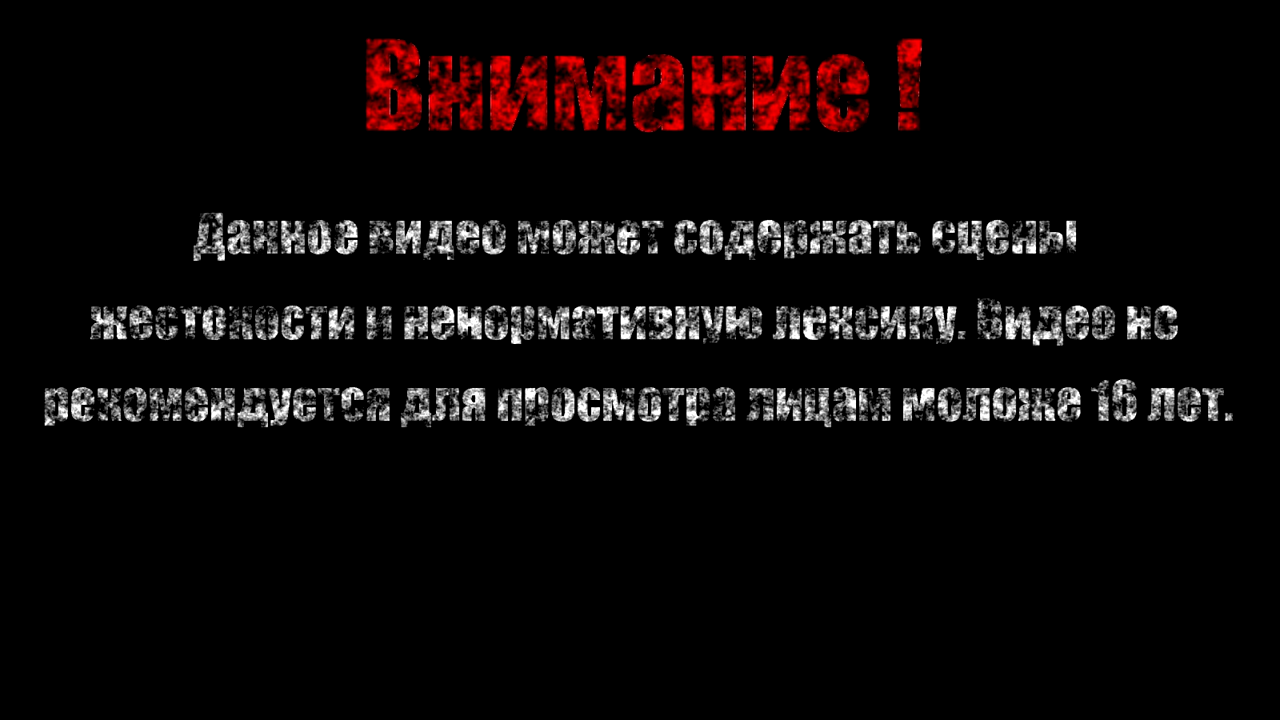 Внимание !
Данное видео может содержать сцены
жестокости и ненормативную лексику. Видео не
рекомендуется для просмотра лицам моложе 16 лет.